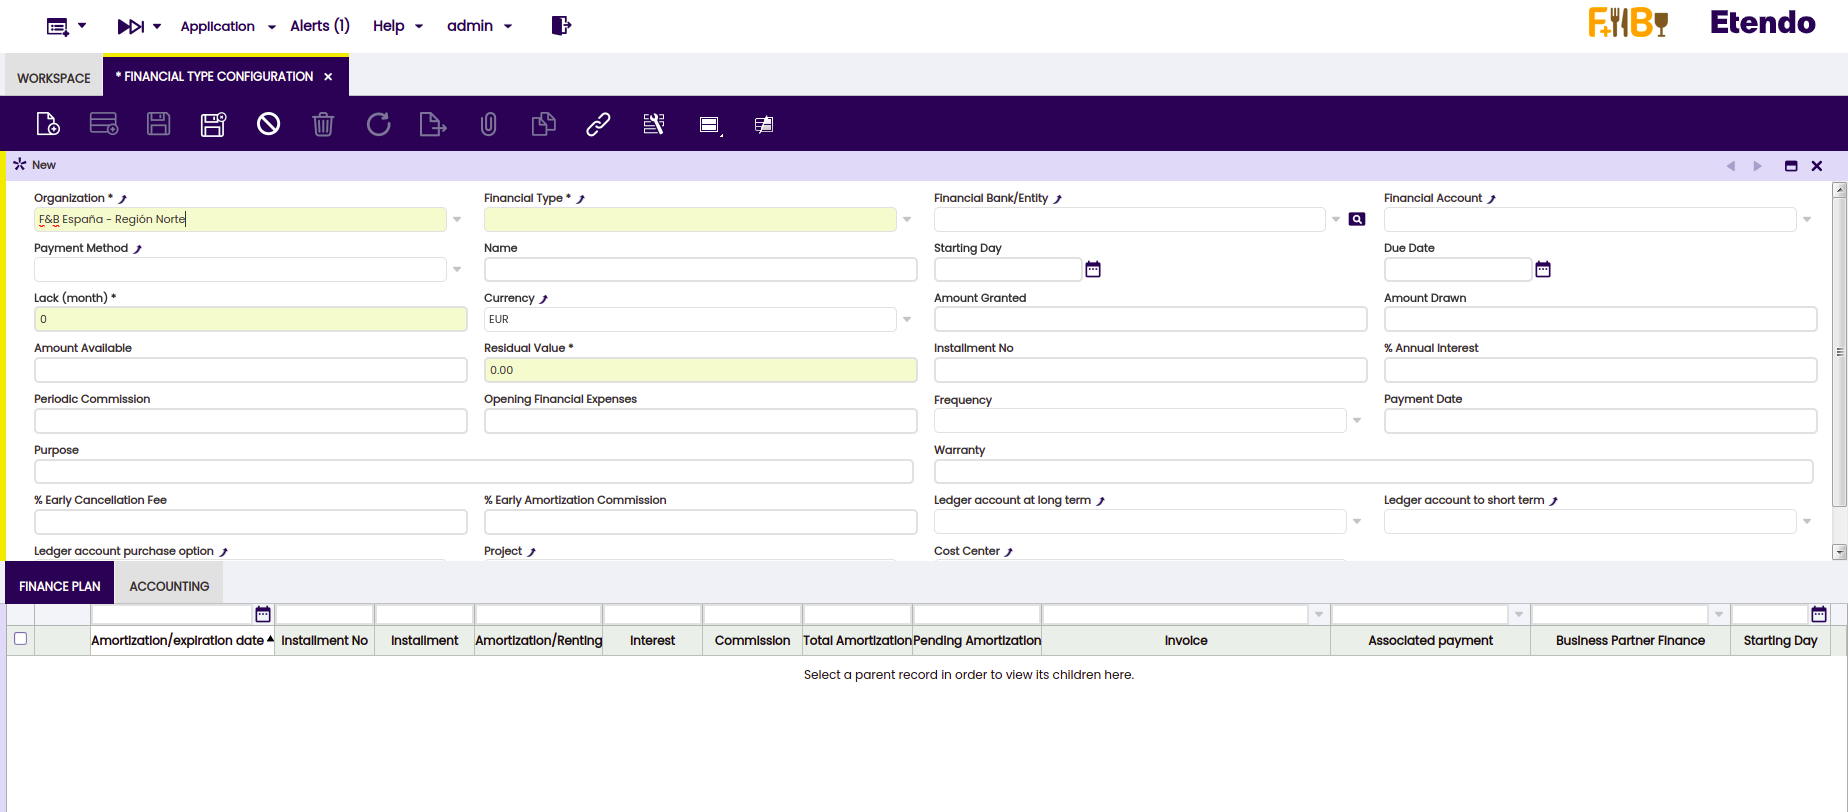 Application
Alerts (1)
Help
admin
F+B
Etendo
WORKSPACE
* FINANCIAL TYPE CONFIGURATION ×
New
Organization *
Financial Type *
Financial Bank/Entity
Financial Account
F&B España - Región Norte
Payment Method
Name
Starting Day
Due Date
Lack (month) *
Currency
Amount Granted
Amount Drawn
0
EUR
Amount Available
Residual Value *
Installment No
% Annual Interest
0.00
Periodic Commission
Opening Financial Expenses
Frequency
Payment Date
Purpose
Warranty
% Early Cancellation Fee
% Early Amortization Commission
Ledger account at long term
Ledger account to short term
Ledger account purchase option
Project
Cost Center
FINANCE PLAN
ACCOUNTING
Amortization/expiration date
Installment No
Installment
Amortization/Renting
Interest
Commission
Total Amortization
Pending Amortization
Invoice
Associated payment
Business Partner Finance
Starting Day
Select a parent record in order to view its children here.